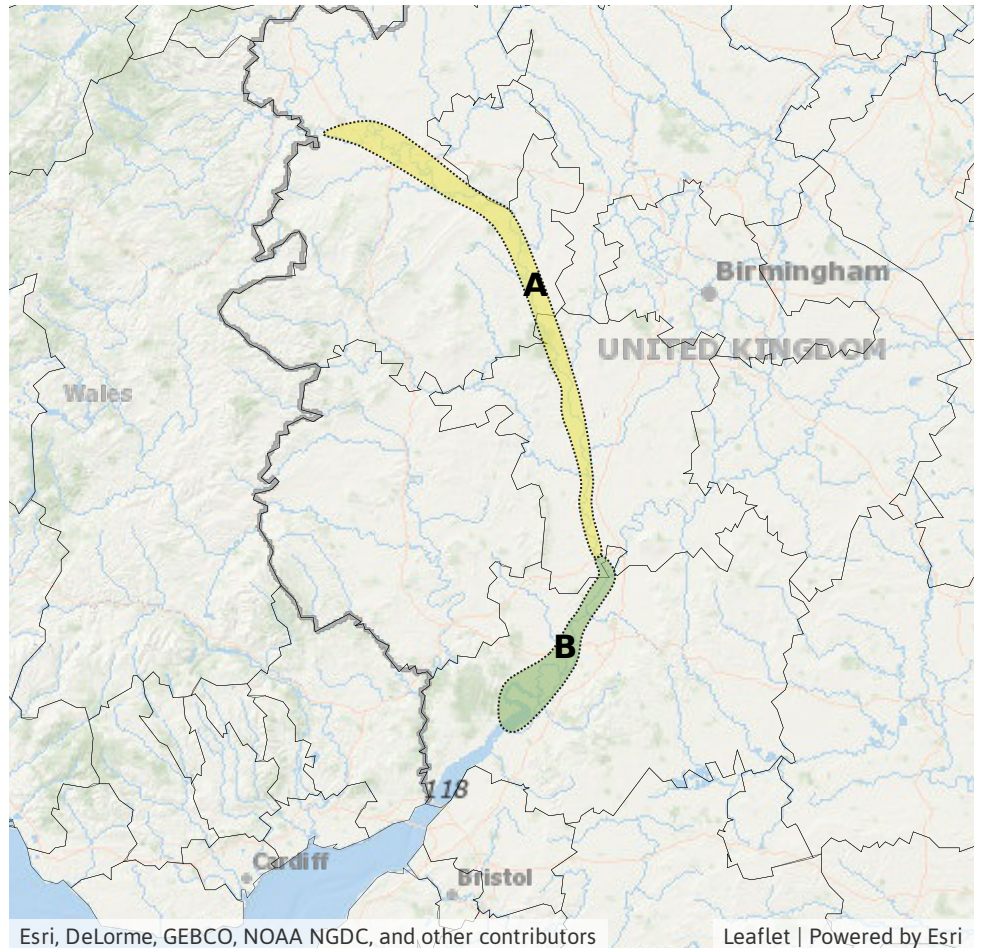 A
Birmingham
UNITED KINGDOM
Wales
B
118
Cardiff
Bristol
Esri, DeLorme, GEBCO, NOAA NGDC, and other contributors
Leaflet | Powered by Esri